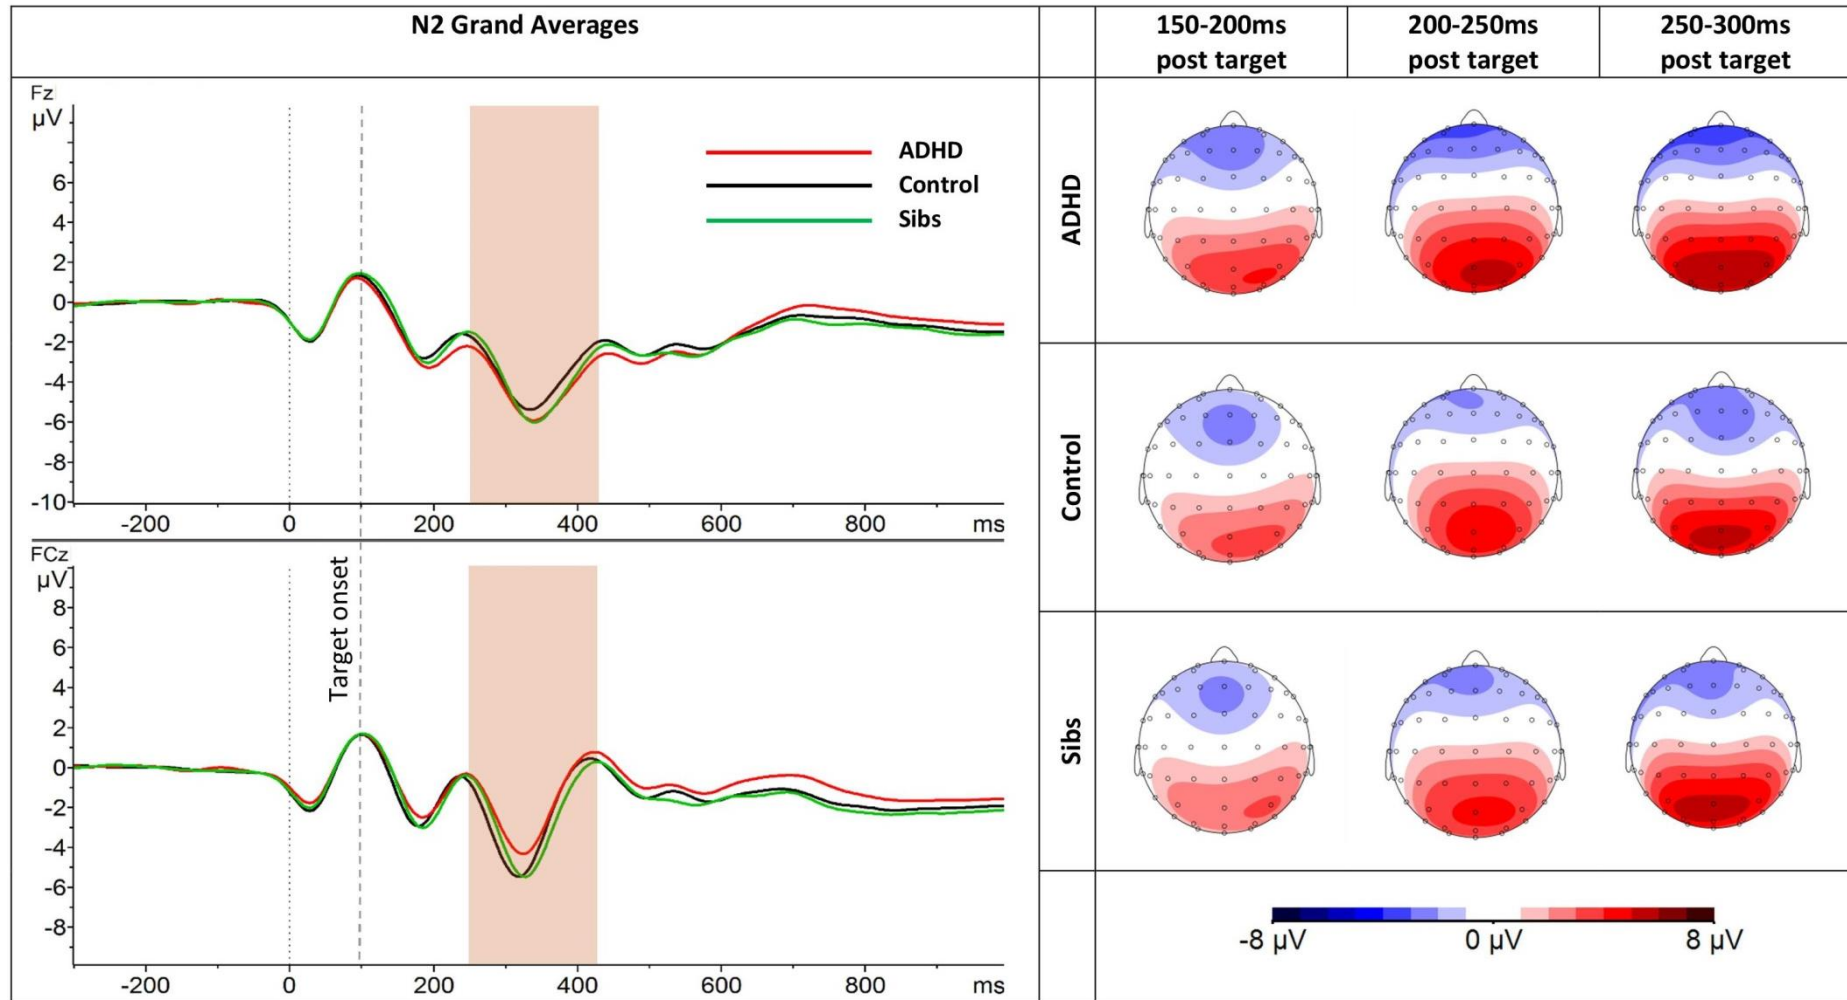 N2 Grand Averages
150-200ms
post target
200-250ms
post target
250-300ms
post target
Fz
µV
6
4
2
0
-2
-4
-6
-8
-10
-200 0 200 400 600 800 ms
ADHD
Control
Sibs
FCz
µV
8
6
4
2
0
-2
-4
-6
-8
Target onset
-200 0 200 400 600 800 ms
ADHD
Control
Sibs
-8 µV 0 µV 8 µV